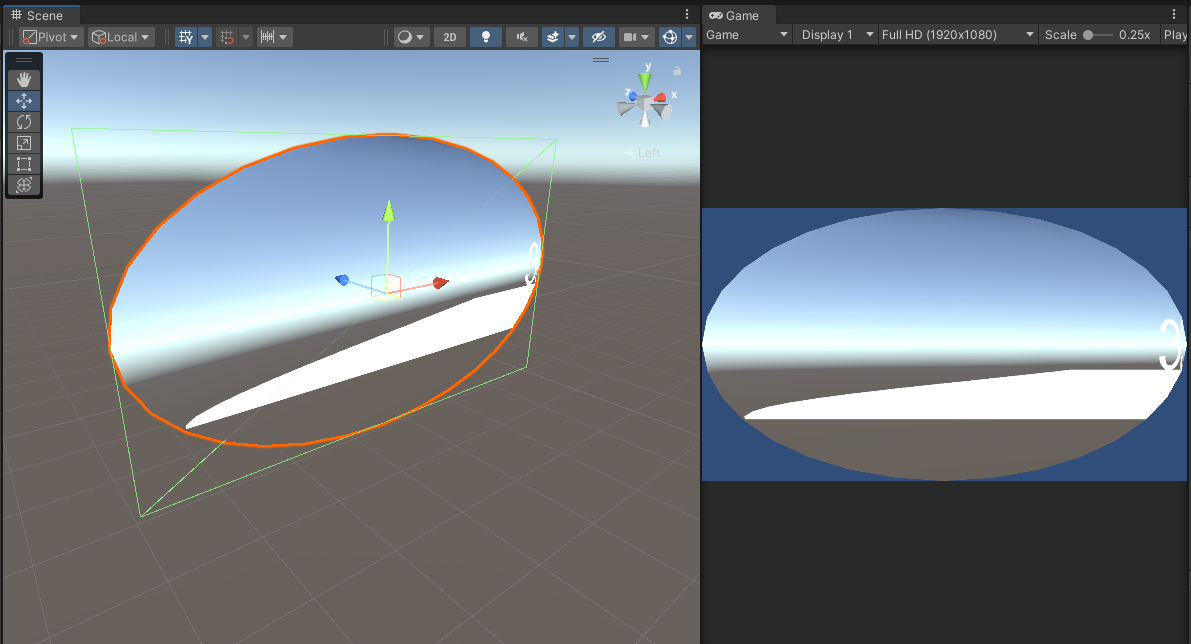 Scene
Game
Pivot
Local
2D
Game
Display 1
Full HD (1920x1080)
Scale
0.25x
Play
y
z
x
Left